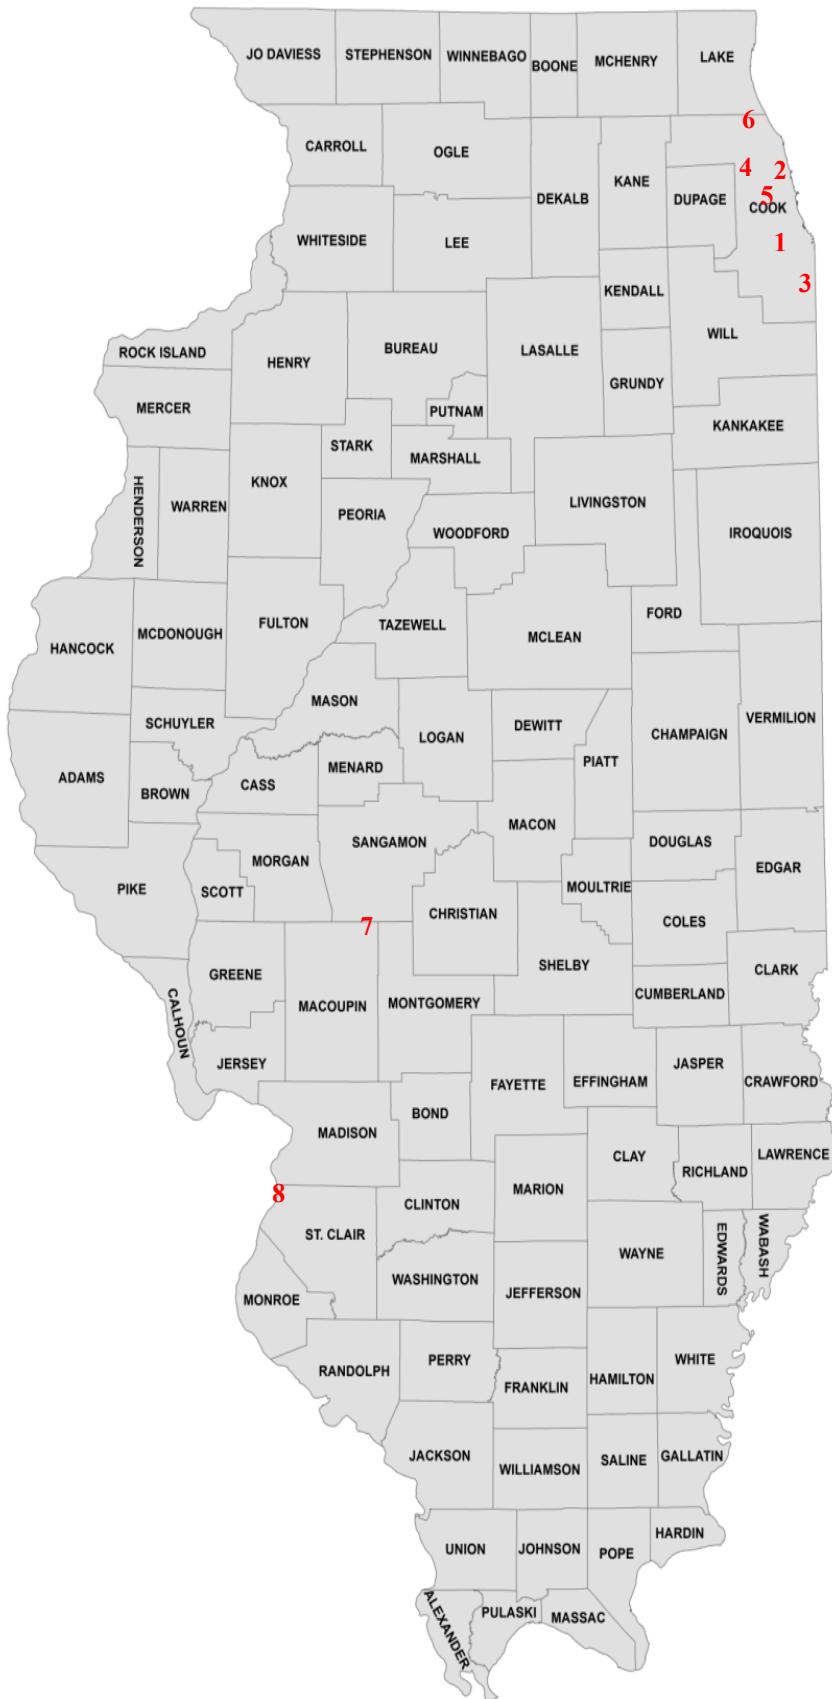 JO DAVIESS
STEPHENSON
WINNEBAGO
BOONE
MCHENRY
LAKE
6
CARROLL
OGLE
DEKALB
KANE
4
2
DUPAGE
5
COOK
WHITESIDE
LEE
1
3
KENDALL
ROCK ISLAND
HENRY
BUREAU
LASALLE
WILL
GRUNDY
MERCER
PUTNAM
KANKAKEE
STARK
MARSHALL
HENDERSON
WARREN
KNOX
PEORIA
LIVINGSTON
WOODFORD
IROQUOIS
HANCOCK
MCDONOUGH
FULTON
TAZEWELL
MCLEAN
FORD
MASON
SCHUYLER
LOGAN
DEWITT
PIATT
CHAMPAIGN
VERMILION
ADAMS
BROWN
CASS
MENARD
MACON
SANGAMON
DOUGLAS
EDGAR
PIKE
SCOTT
MORGAN
CHRISTIAN
MOULTRIE
COLES
7
GREENE
CALHOUN
MACOUPIN
MONTGOMERY
SHELBY
CUMBERLAND
CLARK
JERSEY
FAYETTE
EFFINGHAM
JASPER
CRAWFORD
MADISON
BOND
CLAY
RICHLAND
LAWRENCE
8
ST. CLAIR
CLINTON
MARION
WAYNE
EDWARDS
WABASH
MONROE
WASHINGTON
JEFFERSON
RANDOLPH
PERRY
FRANKLIN
HAMILTON
WHITE
JACKSON
WILLIAMSON
SALINE
GALLATIN
UNION
JOHNSON
POPE
HARDIN
ALEXANDER
PULASKI
MASSAC